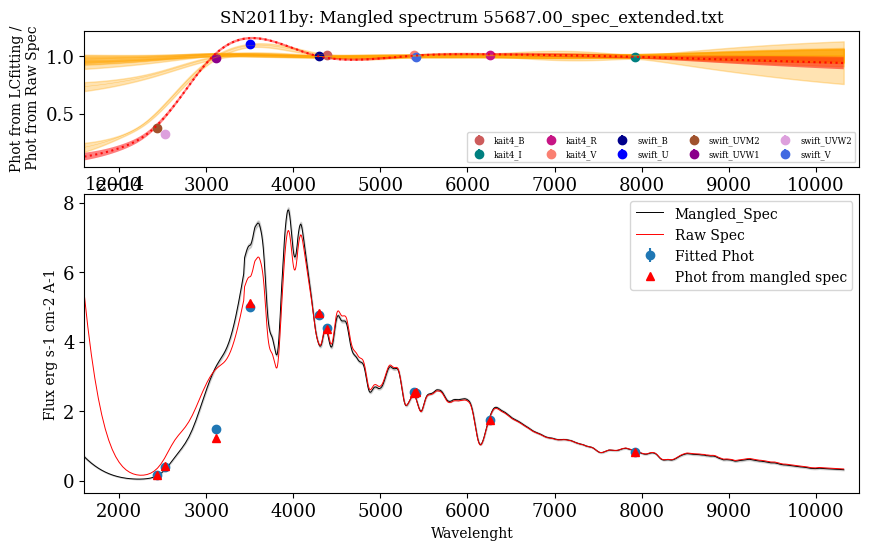 SN2011by: Mangled spectrum 55687.00_spec_extended.txt
Phot from LCfitting /
Phot from Raw Spec
1.0
0.5
kait4_B kait4_R swift_B swift_UVM2 swift_UVW2
kait4_I kait4_V swift_U swift_UVW1 swift_V
2000 3000 4000 5000 6000 7000 8000 9000 10000
1e−14
Flux erg s-1 cm-2 A-1
8
6
4
2
0
Mangled_Spec
Raw Spec
Fitted Phot
Phot from mangled spec
2000 3000 4000 5000 6000 7000 8000 9000 10000
Wavelenght